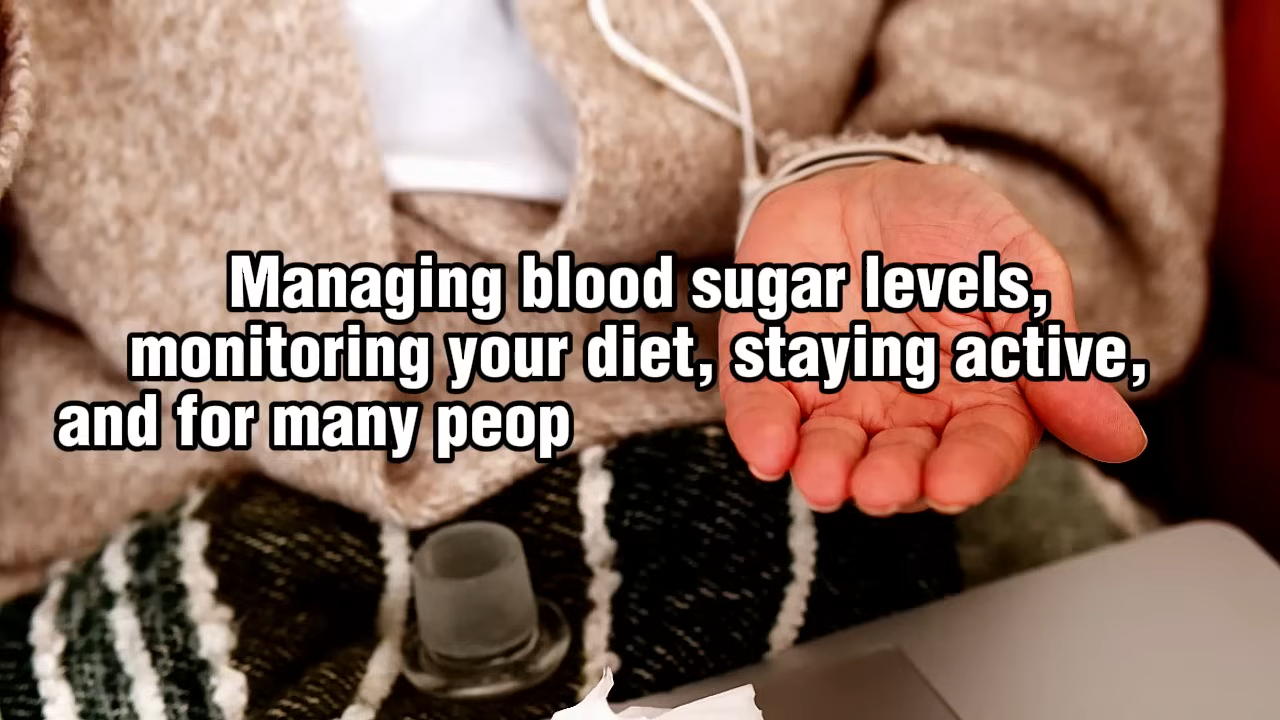 Managing blood sugar levels,
monitoring your diet, staying active,
and for many peop